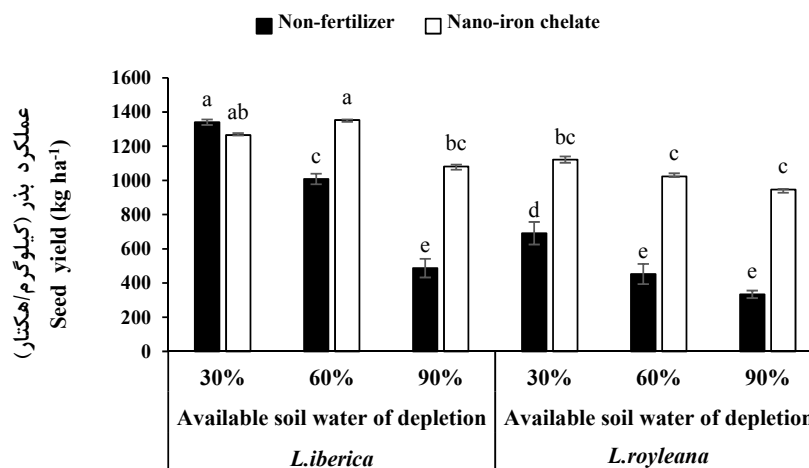 Non-fertilizer Nano-iron chelate
عملکرد بذر (کیلوگرم/هکتار)
Seed yield (kg ha⁻¹)
1600
1400
1200
1000
800
600
400
200
0
a ab c a e bc d bc e c e c
30% 60% 90% 30% 60% 90%
Available soil water of depletion Available soil water of depletion
L.iberica L.royleana